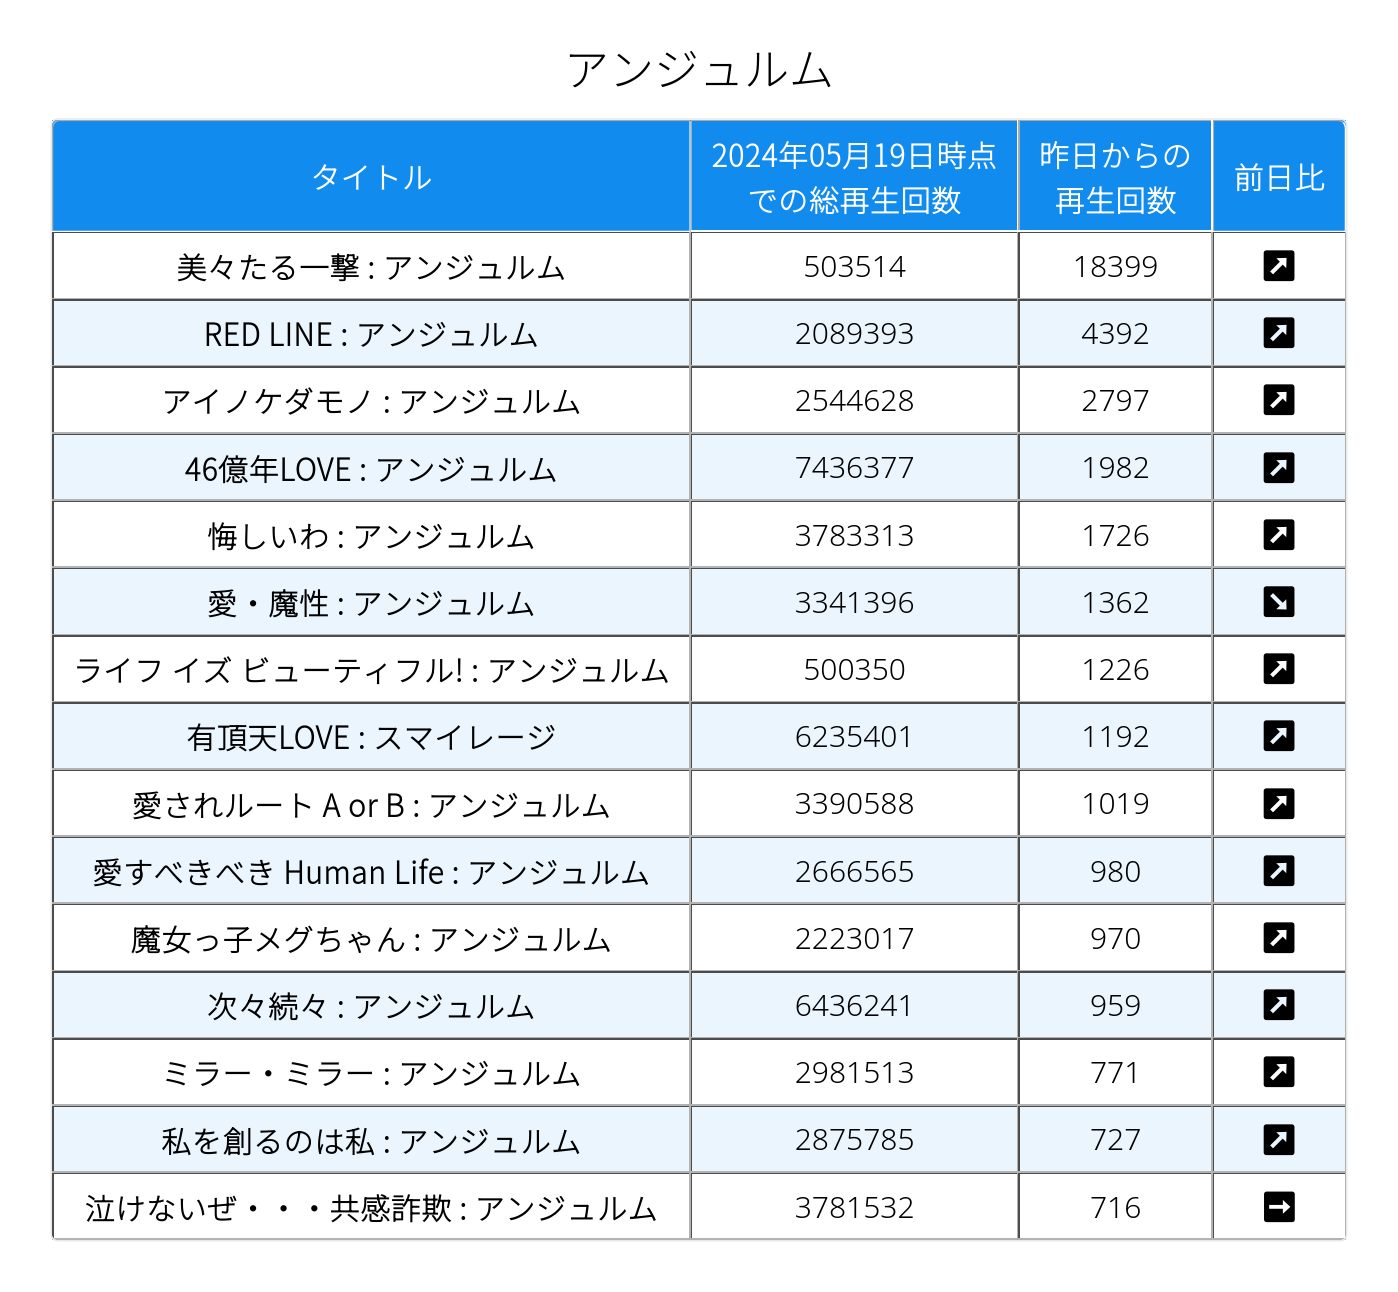 アンジュルム
タイトル 2024年05月19日時点での総再生回数 昨日からの再生回数 前日比
美々たる一撃 : アンジュルム 503514 18399 ↗
RED LINE : アンジュルム 2089393 4392 ↗
アイノケダモノ : アンジュルム 2544628 2797 ↗
46億年LOVE : アンジュルム 7436377 1982 ↗
悔しいわ : アンジュルム 3783313 1726 ↗
愛・魔性 : アンジュルム 3341396 1362 ↘
ライフ イズ ビューティフル! : アンジュルム 500350 1226 ↗
有頂天LOVE : スマイレージ 6235401 1192 ↗
愛されルート A or B : アンジュルム 3390588 1019 ↗
愛すべきべき Human Life : アンジュルム 2666565 980 ↗
魔女っ子メグちゃん : アンジュルム 2223017 970 ↗
次々続々 : アンジュルム 6436241 959 ↗
ミラー・ミラー : アンジュルム 2981513 771 ↗
私を創るのは私 : アンジュルム 2875785 727 ↗
泣けないぜ・・・共感詐欺 : アンジュルム 3781532 716 →